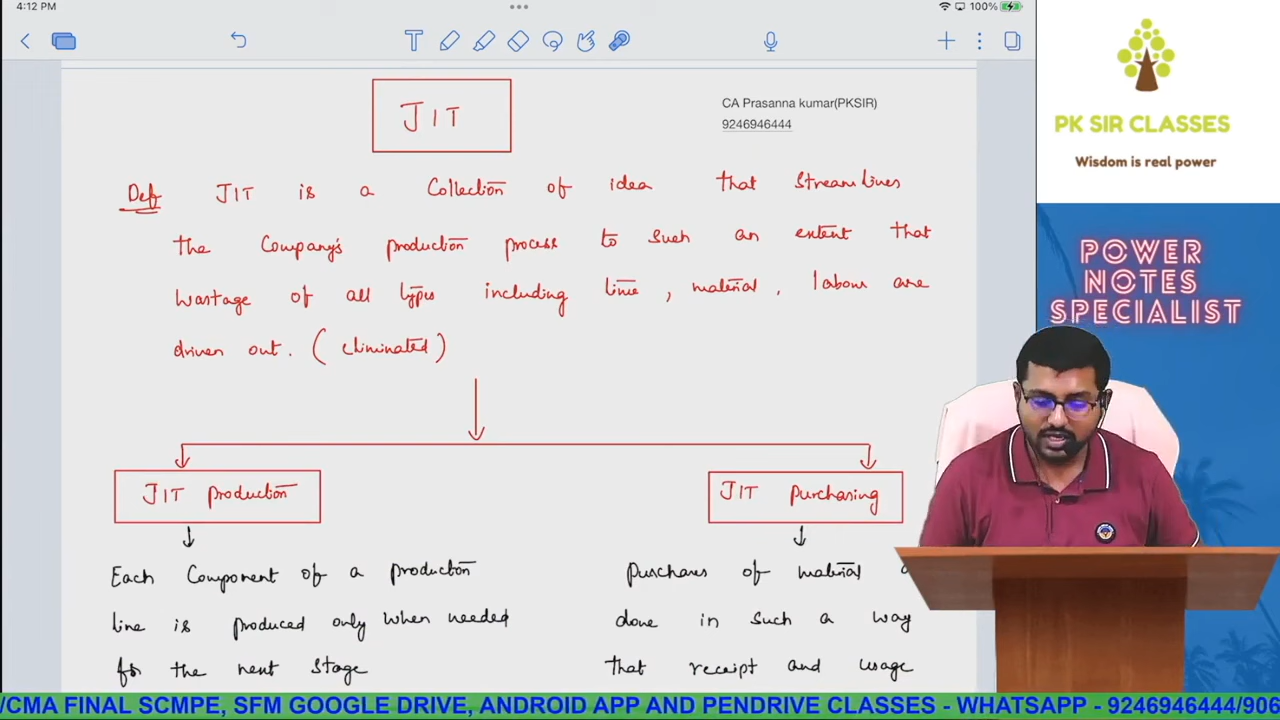 4:12 PM
100%
JIT
CA Prasanna kumar(PKSIR)
9246946444
PK SIR CLASSES
Wisdom is real power
Def JIT is a Collection of idea that Streamlines
the Company's production process to such an extent that
wastage of all types including time, material, labour are
driven out. (eliminated)
POWER
NOTES
SPECIALIST
JIT production
JIT purchasing
Each Component of a production
line is produced only when needed
for the next stage
purchases of material
done in such a way
that receipt and usage
/CMA FINAL SCMPE, SFM GOOGLE DRIVE, ANDROID APP AND PENDRIVE CLASSES - WHATSAPP - 9246946444/906